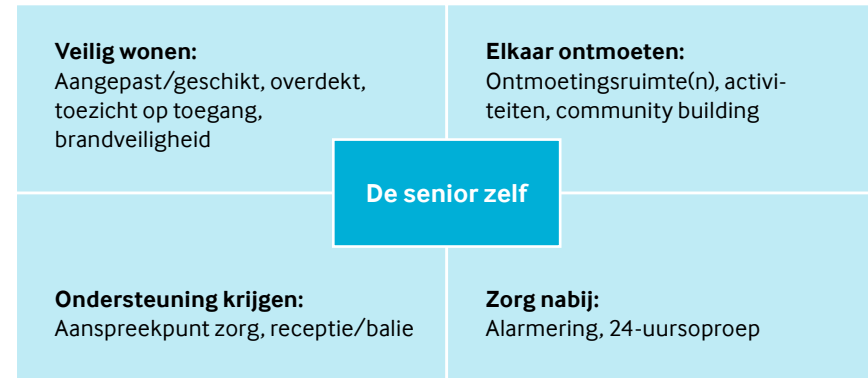 Veilig wonen:
Aangepast/geschikt, overdekt,
toezicht op toegang,
brandveiligheid
Elkaar ontmoeten:
Ontmoetingsruimte(n), activi-
teiten, community building
De senior zelf
Ondersteuning krijgen:
Aanspreekpunt zorg, receptie/balie
Zorg nabij:
Alarmering, 24-uursoproep